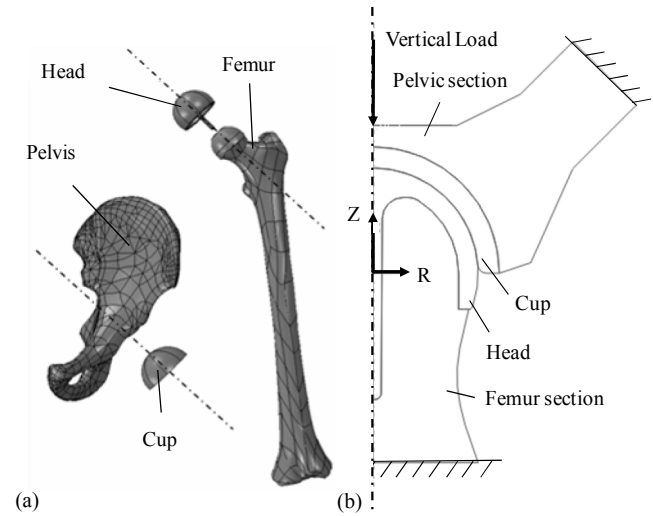 Head
Femur
Pelvis
Cup
(a)
Vertical Load
Pelvic section
Z
R
Cup
Head
Femur section
(b)